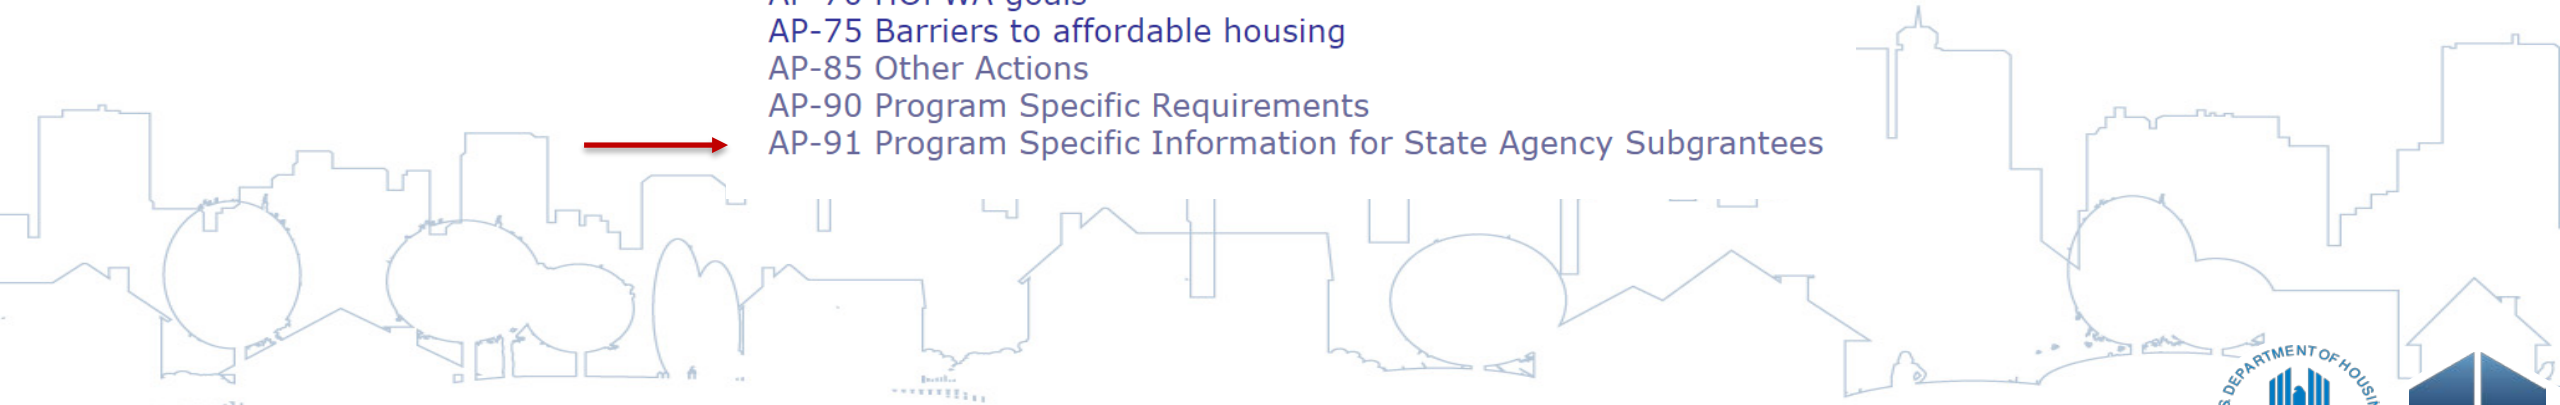 AP-75 Barriers to affordable housing
AP-85 Other Actions
AP-90 Program Specific Requirements
AP-91 Program Specific Information for State Agency Subgrantees
DEPARTMENT OF